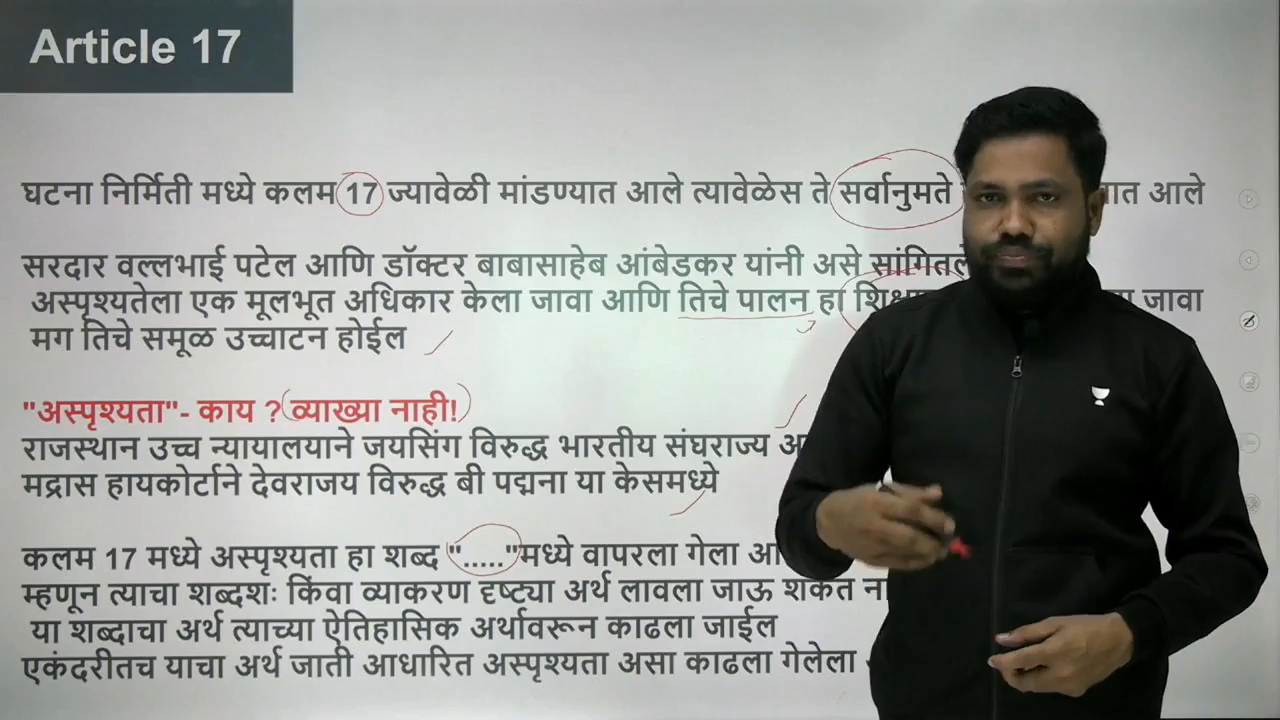 Article 17
घटना निर्मिती मध्ये कलम 17 ज्यावेळी मांडण्यात आले त्यावेळेस ते सर्वानुमते आले
सरदार वल्लभाई पटेल आणि डॉक्टर बाबासाहेब आंबेडकर यांनी असे सांगितले
अस्पृश्यतेला एक मूलभूत अधिकार केला जावा आणि तिचे पालन हा जावा
मग तिचे समूळ उच्चाटन होईल
"अस्पृश्यता"- काय ? व्याख्या नाही!
राजस्थान उच्च न्यायालयाने जयसिंग विरुद्ध भारतीय संघराज्य
मद्रास हायकोर्टाने देवराजय विरुद्ध बी पद्मना या केसमध्ये
कलम 17 मध्ये अस्पृश्यता हा शब्द "....."मध्ये वापरला गेला
म्हणून त्याचा शब्दशः किंवा व्याकरण दृष्ट्या अर्थ लावला जाऊ शकत
या शब्दाचा अर्थ त्याच्या ऐतिहासिक अर्थावरून काढला जाईल
एकंदरीतच याचा अर्थ जाती आधारित अस्पृश्यता असा काढला गेलेला